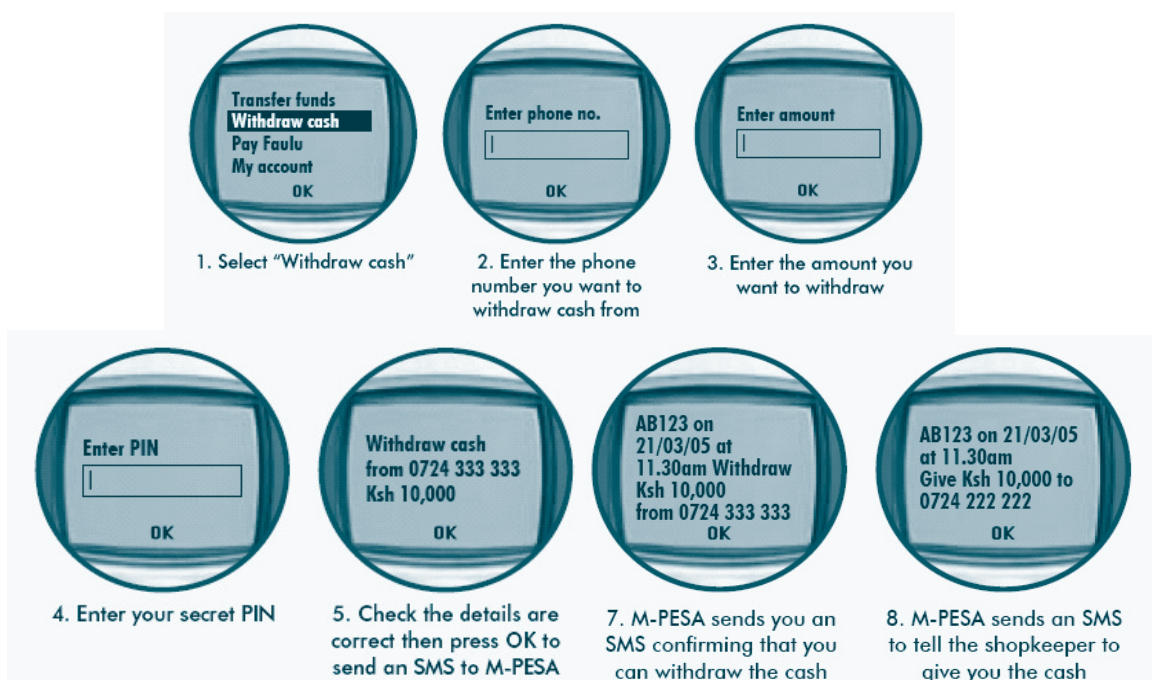 Transfer funds
Withdraw cash
Pay Faulu
My account
OK
1. Select “Withdraw cash”
Enter phone no.
OK
2. Enter the phone
number you want to
withdraw cash from
Enter amount
OK
3. Enter the amount you
want to withdraw
Enter PIN
OK
4. Enter your secret PIN
Withdraw cash
from 0724 333 333
Ksh 10,000
OK
5. Check the details are
correct then press OK to
send an SMS to M-PESA
AB123 on
21/03/05 at
11.30am Withdraw
Ksh 10,000
from 0724 333 333
OK
7. M-PESA sends you an
SMS confirming that you
can withdraw the cash
AB123 on 21/03/05
at 11.30am
Give Ksh 10,000 to
0724 222 222
OK
8. M-PESA sends an SMS
to tell the shopkeeper to
give you the cash